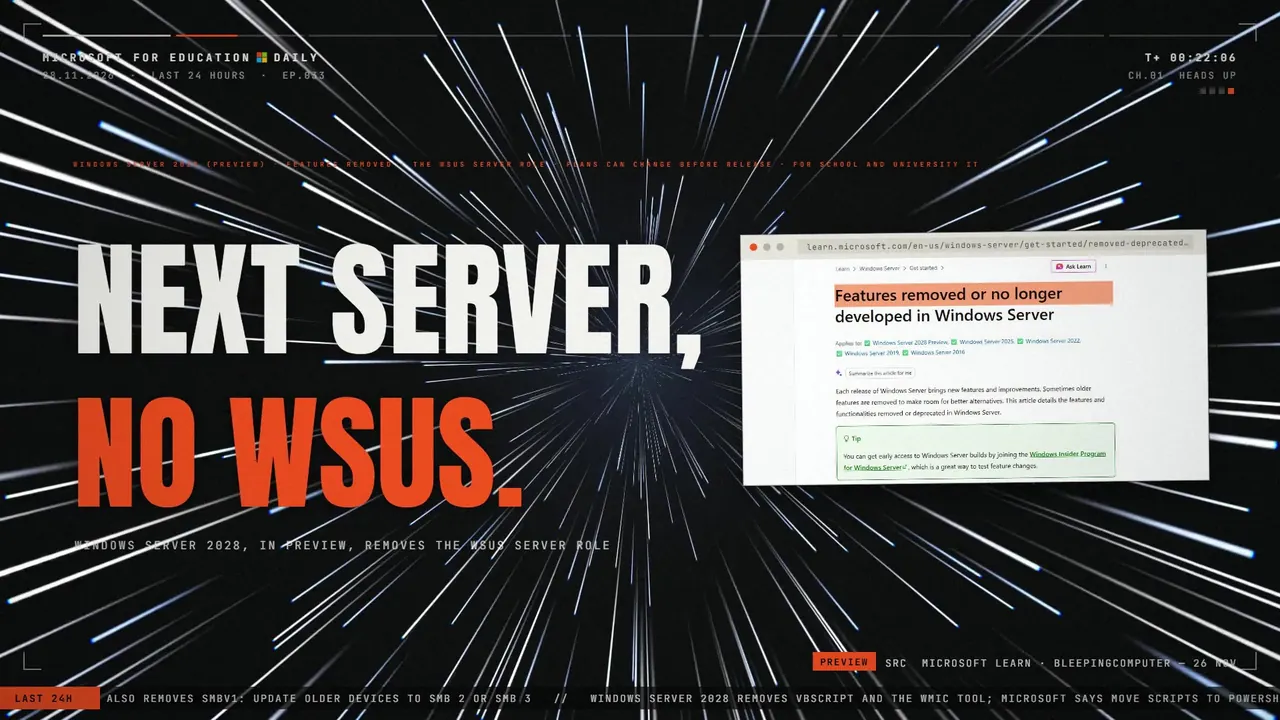 MICROSOFT FOR EDUCATION DAILY
28.11.2026 · LAST 24 HOURS · EP.033
T+ 00:22:06
CH.01 HEADS UP
WINDOWS SERVER 2028 (PREVIEW) · FEATURES REMOVED · THE WSUS SERVER ROLE · PLANS CAN CHANGE BEFORE RELEASE · FOR SCHOOL AND UNIVERSITY IT
NEXT SERVER,
NO WSUS.
WINDOWS SERVER 2028, IN PREVIEW, REMOVES THE WSUS SERVER ROLE
learn.microsoft.com/en-us/windows-server/get-started/removed-deprecated…
Learn > Windows Server > Get started >
Ask Learn
Features removed or no longer
developed in Windows Server
Applies to: ✅ Windows Server 2028 Preview, ✅ Windows Server 2025, ✅ Windows Server 2022,
✅ Windows Server 2019, ✅ Windows Server 2016
Summarize this article for me
Each release of Windows Server brings new features and improvements. Sometimes older
features are removed to make room for better alternatives. This article details the features and
functionalities removed or deprecated in Windows Server.
Tip
You can get early access to Windows Server builds by joining the Windows Insider Program
for Windows Server, which is a great way to test feature changes.
PREVIEW SRC MICROSOFT LEARN · BLEEPINGCOMPUTER — 26 NOV
LAST 24H ALSO REMOVES SMBV1: UPDATE OLDER DEVICES TO SMB 2 OR SMB 3 // WINDOWS SERVER 2028 REMOVES VBSCRIPT AND THE WMIC TOOL; MICROSOFT SAYS MOVE SCRIPTS TO POWERSH